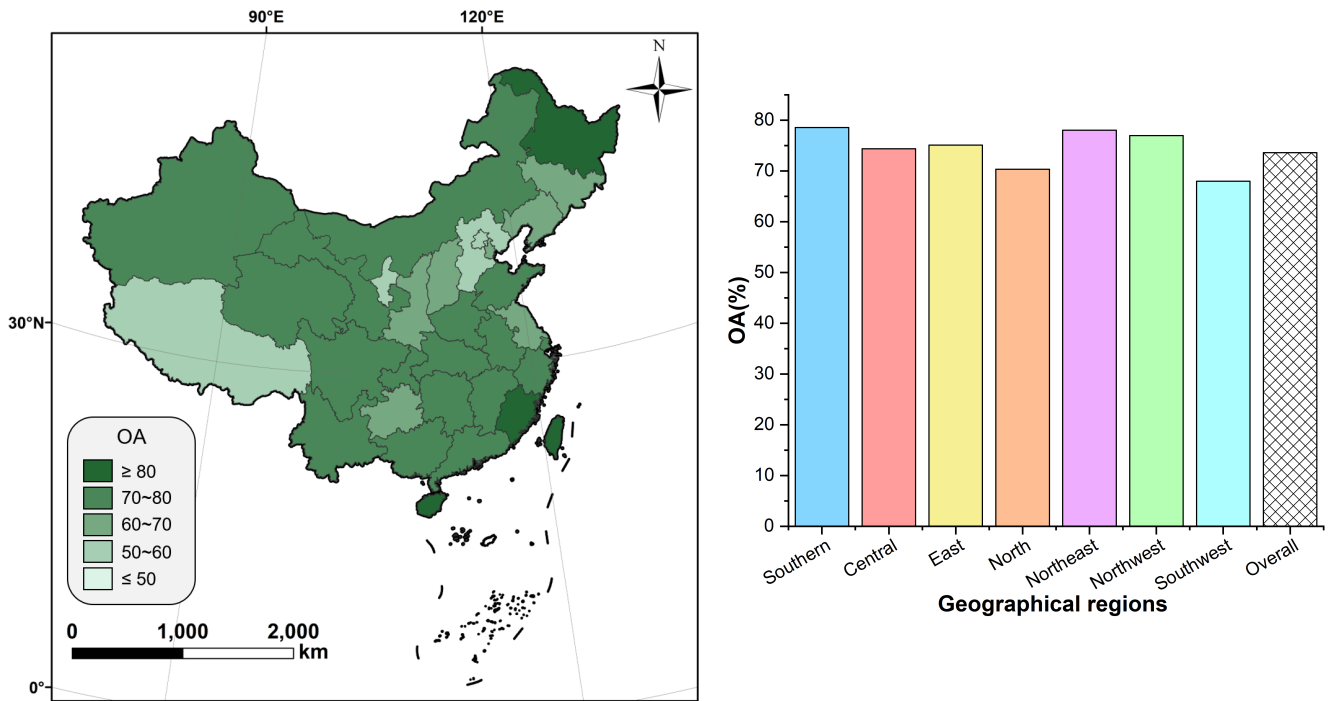 90°E 120°E
N
30°N
0°
OA
≥ 80
70~80
60~70
50~60
≤ 50
0 1,000 2,000
km
OA(%)
80
70
60
50
40
30
20
10
0
Southern Central East North Northeast Northwest Southwest Overall
Geographical regions